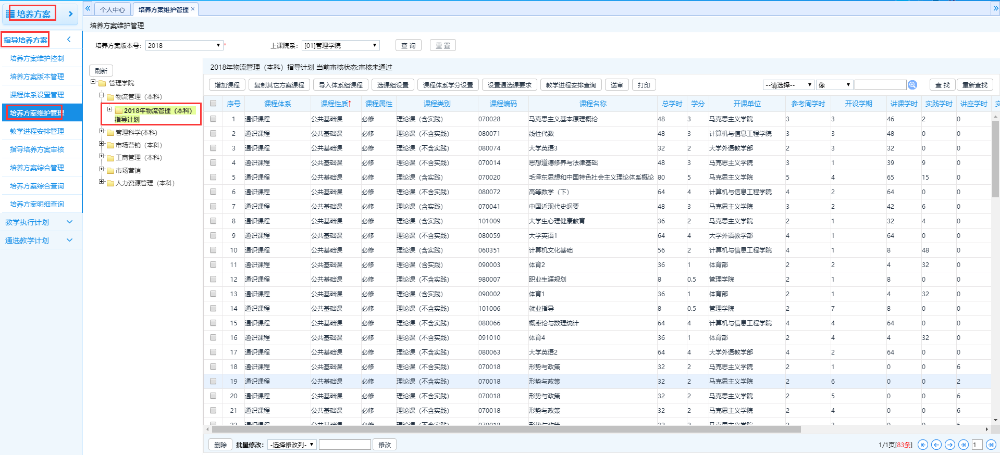 培养方案
个人中心
培养方案维护管理
培养方案维护管理
指导培养方案
培养方案维护控制
培养方案版本管理
课程体系设置管理
培养方案维护管理
教学进程安排管理
指导培养方案审核
培养方案综合管理
培养方案综合查询
培养方案明细查询
教学执行计划
通选教学计划
培养方案版本号： 2018 * 上课院系： [01]管理学院 查 询 重 置
刷新
管理学院
物流管理（本科）
2018年物流管理（本科）
指导计划
管理科学(本科)
市场营销（本科）
工商管理（本科）
市场营销
人力资源管理（本科）
2018年物流管理（本科）指导计划 当前审核状态:审核未通过
增加课程 复制其它方案课程 导入体系组课程 选课组设置 课程体系学分设置 设置通选课要求 教学进程安排查询 送审 打印 --请选择-- 像 查 找 重新查找
序号 课程体系 课程性质↑ 课程属性 课程类别 课程编码 课程名称 总学时 学分 开课单位 参考周学时 开设学期 讲课学时 实践学时 讲座学时
1 通识课程 公共基础课 必修 理论课（含实践） 070028 马克思主义基本原理概论 48 3 马克思主义学院 3 3 46 2 0
2 通识课程 公共基础课 必修 理论课（不含实践） 080071 线性代数 48 3 计算机与信息工程学院 3 3 48 0 0
3 通识课程 公共基础课 必修 理论课（不含实践） 080074 大学英语3 32 2 大学外语教学部 2 3 32 0 0
4 通识课程 公共基础课 必修 理论课（不含实践） 070014 思想道德修养与法律基础 48 3 马克思主义学院 3 1 39 9 0
5 通识课程 公共基础课 必修 理论课（含实践） 070020 毛泽东思想和中国特色社会主义理论体系概论 80 5 马克思主义学院 5 4 65 15 0
6 通识课程 公共基础课 必修 理论课（不含实践） 080072 高等数学（下） 64 4 计算机与信息工程学院 4 2 64 0 0
7 通识课程 公共基础课 必修 理论课（含实践） 070041 中国近现代史纲要 48 3 马克思主义学院 3 2 42 6 0
8 通识课程 公共基础课 必修 理论课（含实践） 101009 大学生心理健康教育 36 2 马克思主义学院 2 1 32 4 0
9 通识课程 公共基础课 必修 理论课（不含实践） 080059 大学英语1 64 4 大学外语教学部 4 1 64 0 0
10 通识课程 公共基础课 必修 理论课（含实践） 060351 计算机文化基础 56 2 计算机与信息工程学院 4 1 8 48 0
11 通识课程 公共基础课 必修 理论课（含实践） 090003 体育2 36 1 体育部 2 2 4 32 0
12 通识课程 公共基础课 必修 理论课（不含实践） 980007 职业生涯规划 8 0.5 管理学院 2 1 8 0 0
13 通识课程 公共基础课 必修 理论课（含实践） 090002 体育1 36 1 体育部 2 1 4 32 0
14 通识课程 公共基础课 必修 理论课（不含实践） 101006 就业指导 8 0.5 管理学院 2 7 8 0 0
15 通识课程 公共基础课 必修 理论课（不含实践） 080066 概率论与数理统计 64 4 计算机与信息工程学院 4 4 64 0 0
16 通识课程 公共基础课 必修 理论课（不含实践） 091010 体育4 36 1 体育部 2 4 4 32 0
17 通识课程 公共基础课 必修 理论课（不含实践） 080063 大学英语2 64 4 大学外语教学部 4 2 64 0 0
18 通识课程 公共基础课 必修 理论课（不含实践） 070018 形势与政策 32 2 马克思主义学院 2 1 0 0 6
19 通识课程 公共基础课 必修 理论课（不含实践） 070018 形势与政策 32 2 马克思主义学院 2 6 0 0 2
20 通识课程 公共基础课 必修 理论课（不含实践） 070018 形势与政策 32 2 马克思主义学院 2 5 0 0 6
21 通识课程 公共基础课 必修 理论课（不含实践） 070018 形势与政策 32 2 马克思主义学院 2 4 0 0 6
删除 批量修改： -选择修改列- 修改 1/1页[83条] 1